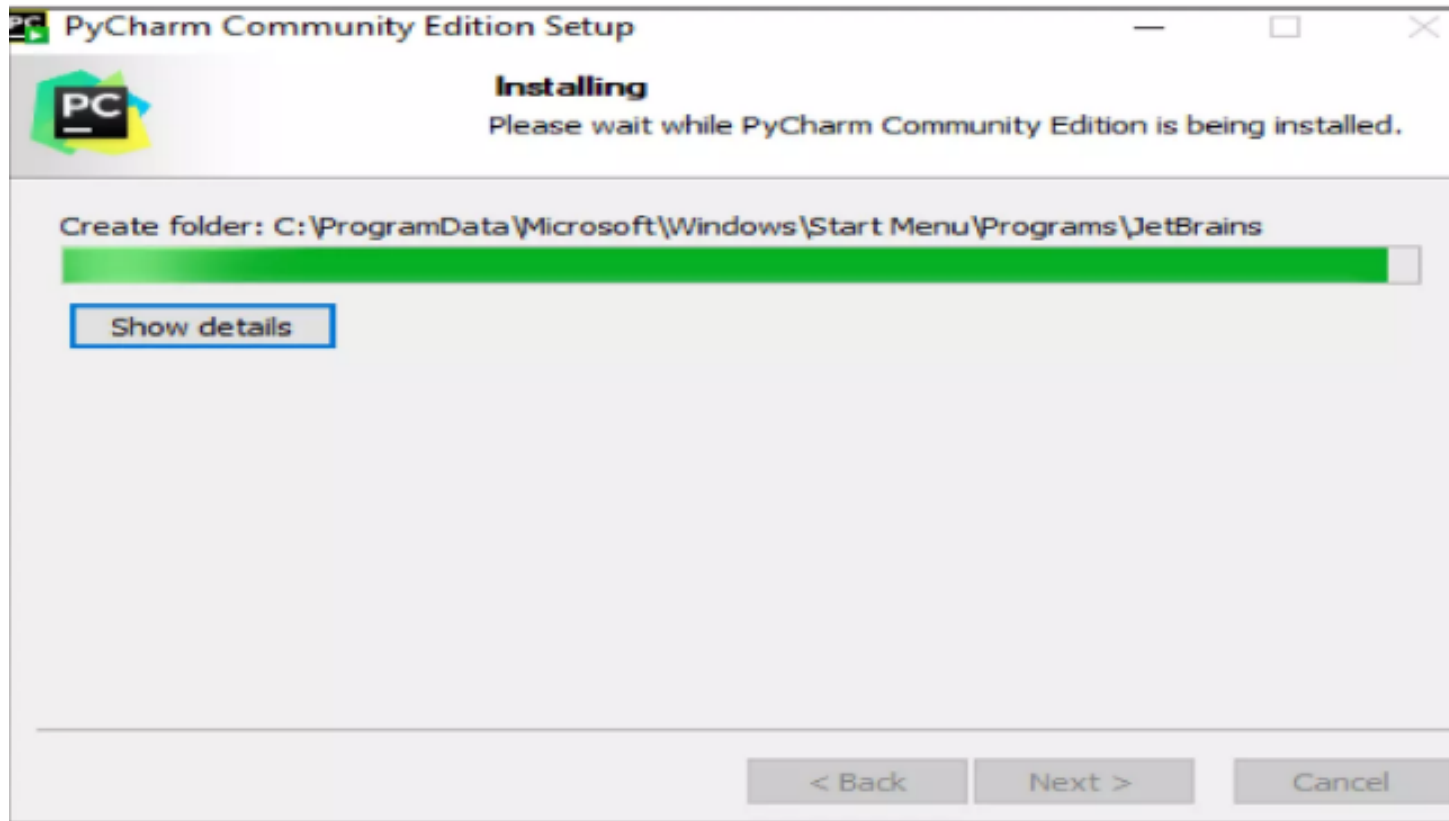 PC PyCharm Community Edition Setup
PC
Installing
Please wait while PyCharm Community Edition is being installed.
Create folder: C:\ProgramData\Microsoft\Windows\Start Menu\Programs\JetBrains
Show details
< Back Next > Cancel